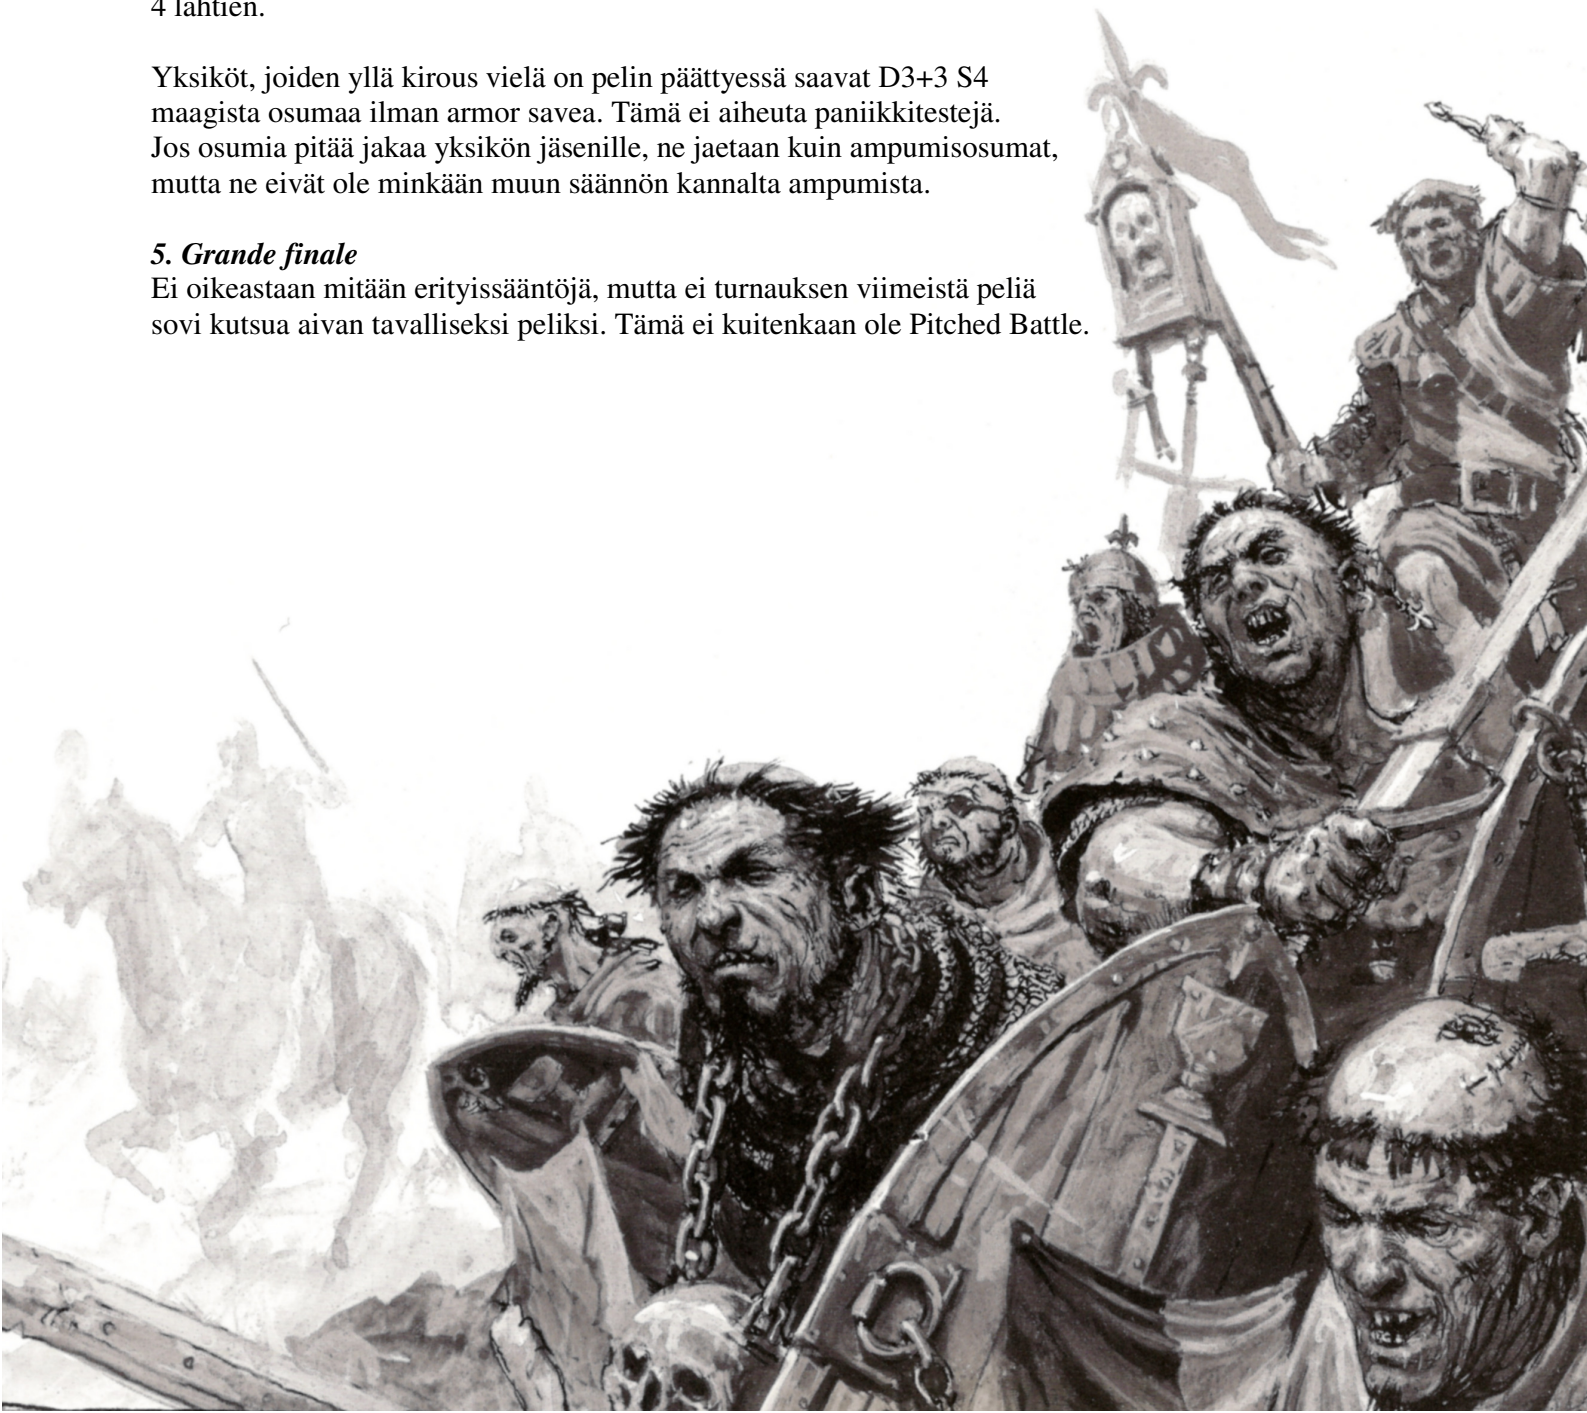 4 lähtien.
Yksiköt, joiden yllä kirous vielä on pelin päättyessä saavat D3+3 S4
maagista osumaa ilman armor savea. Tämä ei aiheuta paniikkitestejä.
Jos osumia pitää jakaa yksikön jäsenille, ne jaetaan kuin ampumisosumat,
mutta ne eivät ole minkään muun säännön kannalta ampumista.
5. Grande finale
Ei oikeastaan mitään erityissääntöjä, mutta ei turnauksen viimeistä peliä
sovi kutsua aivan tavalliseksi peliksi. Tämä ei kuitenkaan ole Pitched Battle.